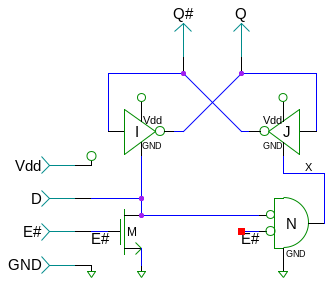 Q# Q
Vdd Vdd
I J
GND GND
Vdd
X
D
E# E# M E# N
GND GND